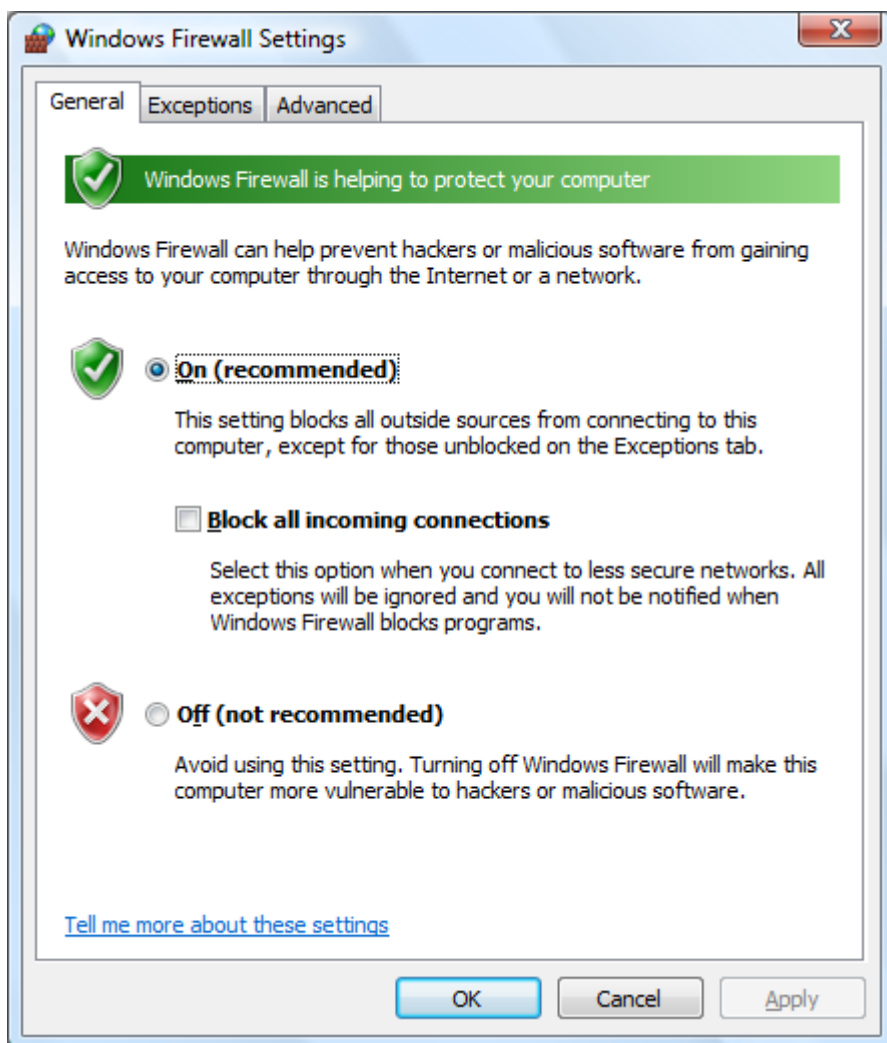 Windows Firewall Settings
General
Exceptions
Advanced
Windows Firewall is helping to protect your computer
Windows Firewall can help prevent hackers or malicious software from gaining
access to your computer through the Internet or a network.
On (recommended)
This setting blocks all outside sources from connecting to this
computer, except for those unblocked on the Exceptions tab.
Block all incoming connections
Select this option when you connect to less secure networks. All
exceptions will be ignored and you will not be notified when
Windows Firewall blocks programs.
Off (not recommended)
Avoid using this setting. Turning off Windows Firewall will make this
computer more vulnerable to hackers or malicious software.
Tell me more about these settings
OK
Cancel
Apply